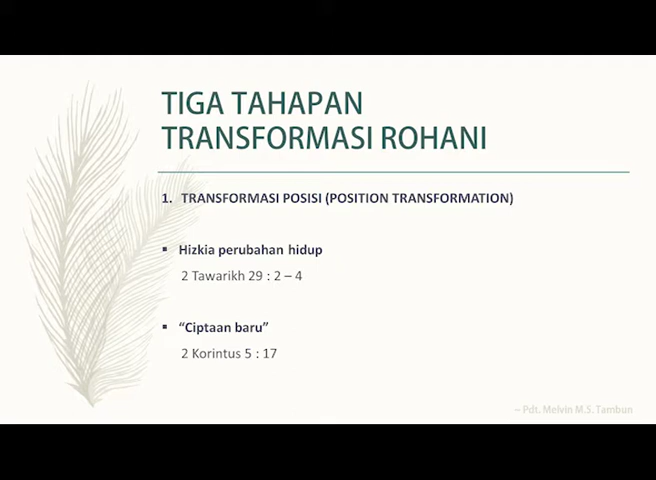 TIGA TAHAPAN
TRANSFORMASI ROHANI
1. TRANSFORMASI POSISI (POSITION TRANSFORMATION)
▪ Hizkia perubahan hidup
2 Tawarikh 29 : 2 – 4
▪ “Ciptaan baru”
2 Korintus 5 : 17
– Pdt. Melvin M.S. Tambun